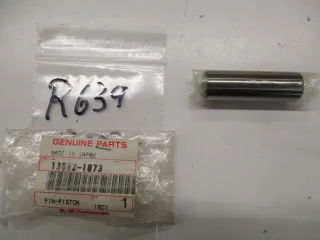 R639
GENUINE PARTS
MADE IN JAPAN
13002-1073
PIN-PISTON
1